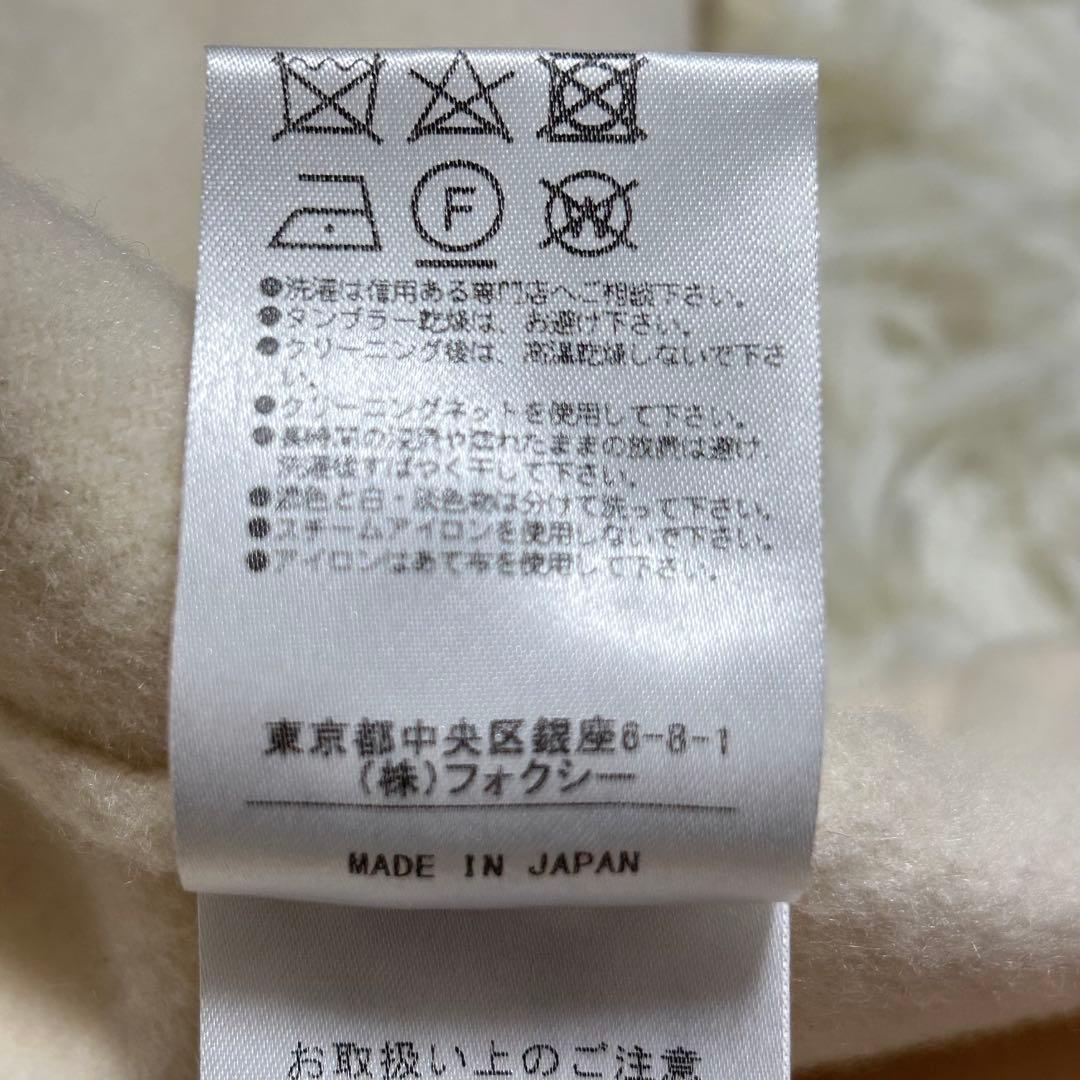 F
W
●洗濯は信用ある専門店へご相談下さい。
●タンブラー乾燥は、お避け下さい。
●クリーニング後は、高温乾燥しないで下さ
い。
●クリーニングネットを使用して下さい。
●長時間の浸漬や濡れたままの放置は避け
洗濯後すばやく干して下さい。
●濃色と白・淡色物は分けて洗って下さい。
●スチームアイロンを使用しないで下さい。
●アイロンはあて布を使用して下さい。
東京都中央区銀座6-8-1
(株)フォクシー
MADE IN JAPAN
お取扱い上のご注意